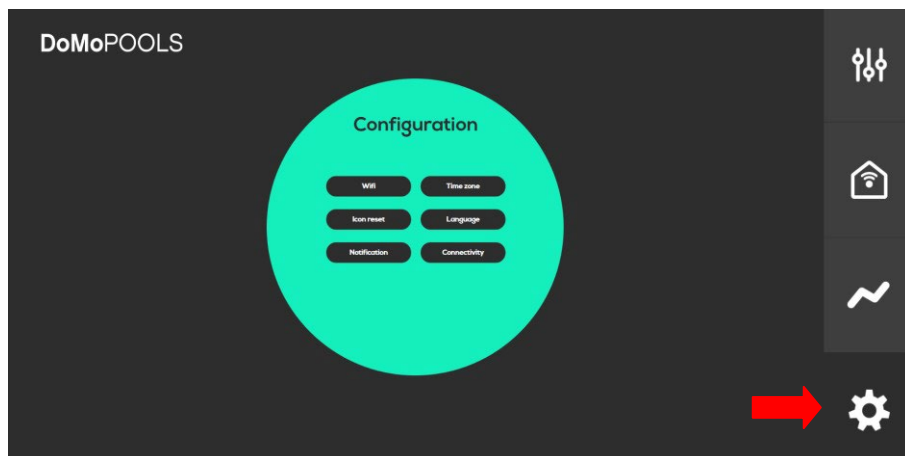 DoMoPOOLS
Configuration
Wifi
Time zone
Icon reset
Language
Notification
Connectivity